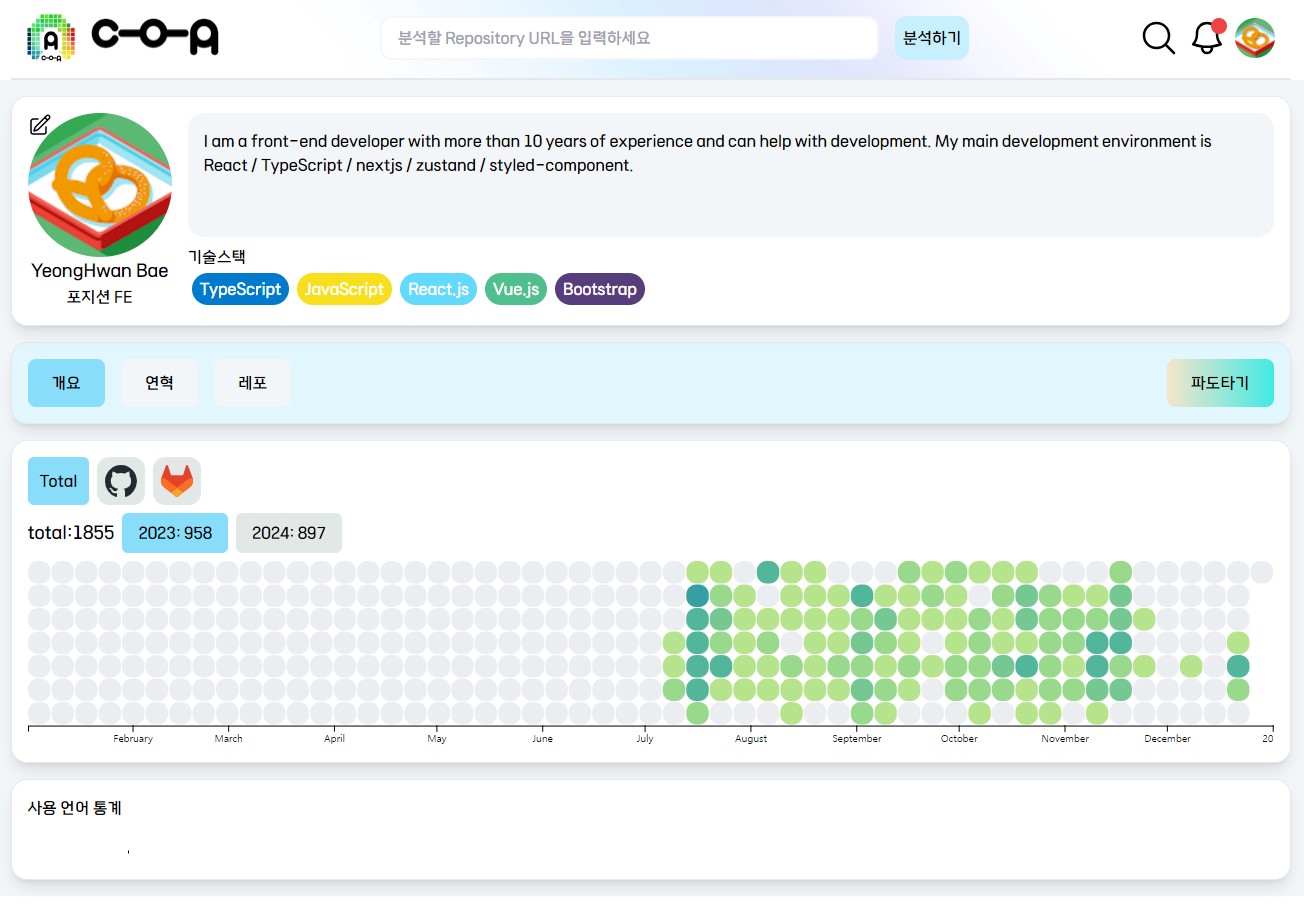 A
C-O-A
C-O-A
분석할 Repository URL을 입력하세요
분석하기
I am a front-end developer with more than 10 years of experience and can help with development. My main development environment is
React / TypeScript / nextjs / zustand / styled-component.
YeongHwan Bae
포지션 FE
기술스택
TypeScript JavaScript React.js Vue.js Bootstrap
개요 연혁 레포 파도타기
Total
total:1855 2023: 958 2024: 897
February March April May June July August September October November December 20
사용 언어 통계